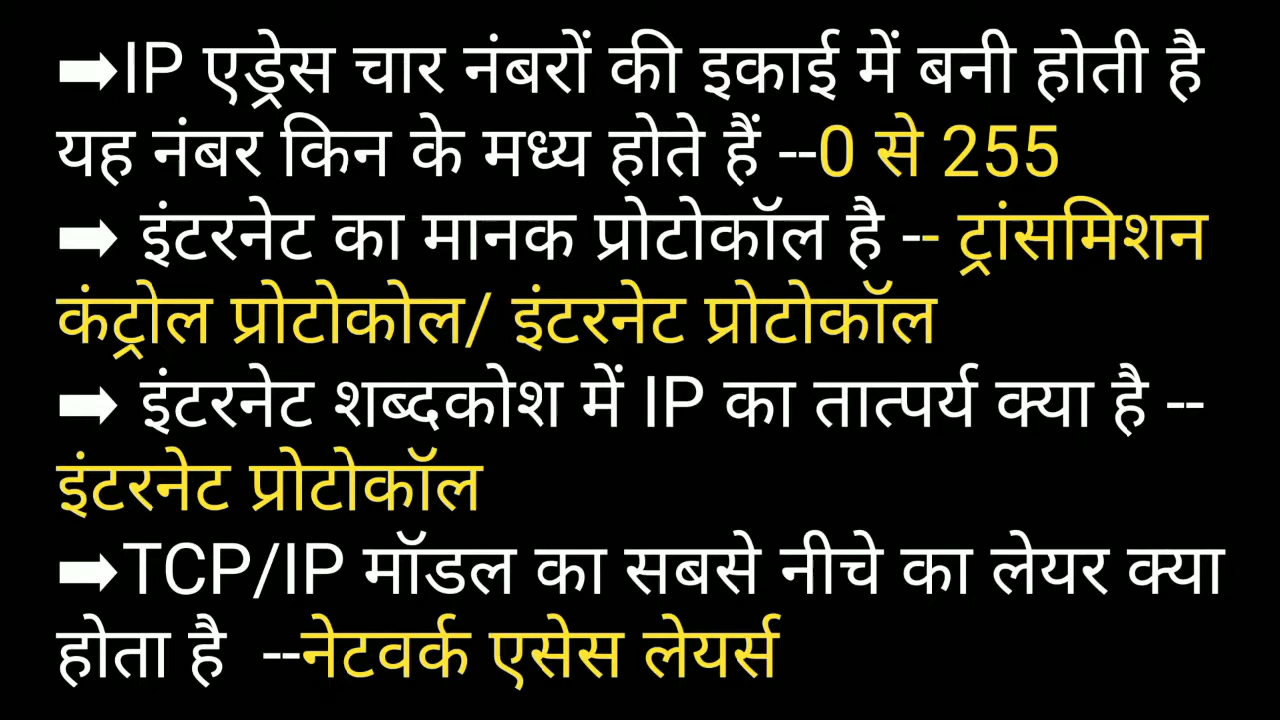 ➡IP एड्रेस चार नंबरों की इकाई में बनी होती है
यह नंबर किन के मध्य होते हैं --0 से 255
➡ इंटरनेट का मानक प्रोटोकॉल है -- ट्रांसमिशन
कंट्रोल प्रोटोकोल/ इंटरनेट प्रोटोकॉल
➡ इंटरनेट शब्दकोश में IP का तात्पर्य क्या है --
इंटरनेट प्रोटोकॉल
➡TCP/IP मॉडल का सबसे नीचे का लेयर क्या
होता है --नेटवर्क एसेस लेयर्स